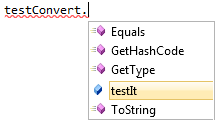 testConvert.
Equals
GetHashCode
GetType
testIt
ToString